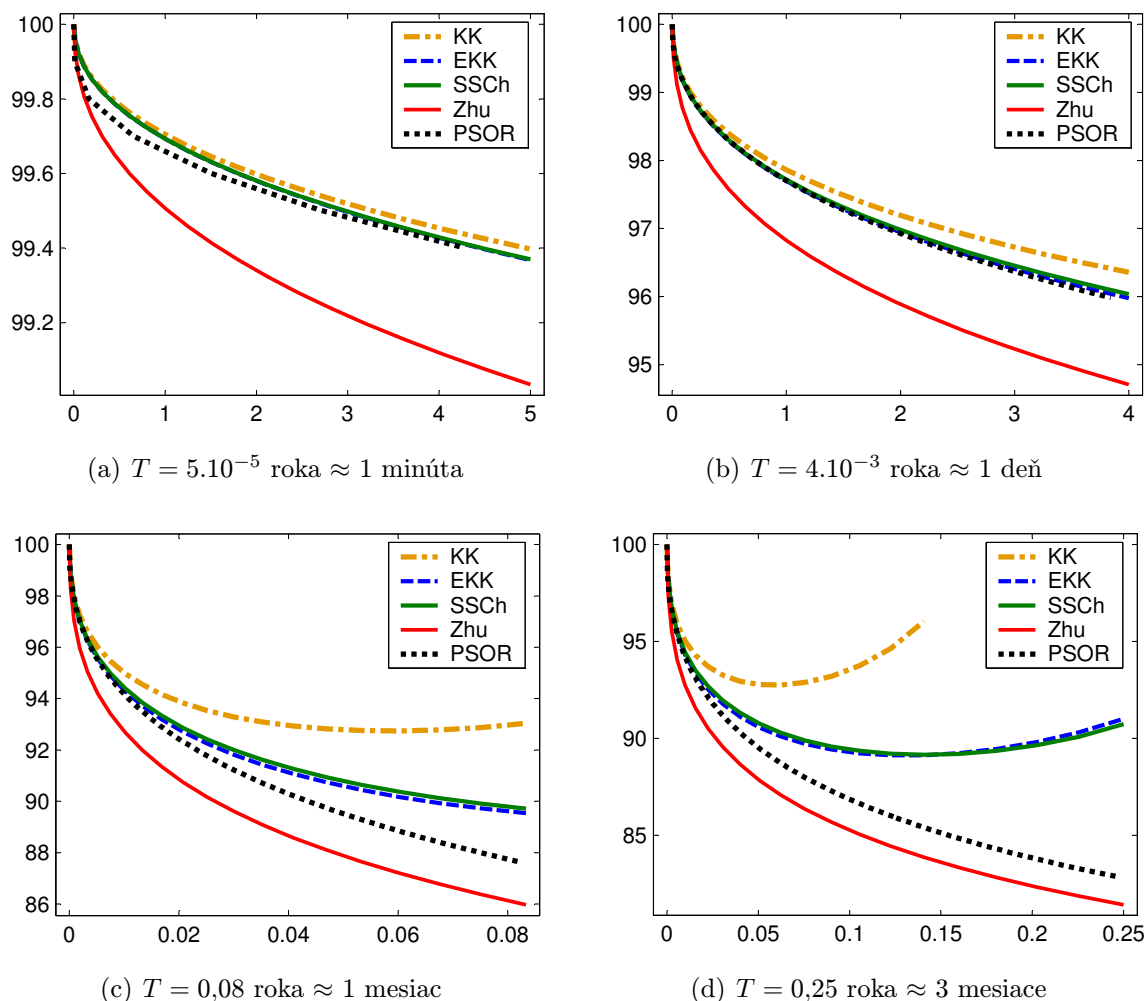 100
99.8
99.6
99.4
99.2
0 1 2 3 4 5
KK
EKK
SSCh
Zhu
PSOR
(a) T = 5.10⁻⁵ roka ≈ 1 minúta
100
99
98
97
96
95
0 1 2 3 4
KK
EKK
SSCh
Zhu
PSOR
(b) T = 4.10⁻³ roka ≈ 1 deň
100
98
96
94
92
90
88
86
0 0.02 0.04 0.06 0.08
KK
EKK
SSCh
Zhu
PSOR
(c) T = 0,08 roka ≈ 1 mesiac
100
95
90
85
0 0.05 0.1 0.15 0.2 0.25
KK
EKK
SSCh
Zhu
PSOR
(d) T = 0,25 roka ≈ 3 mesiace